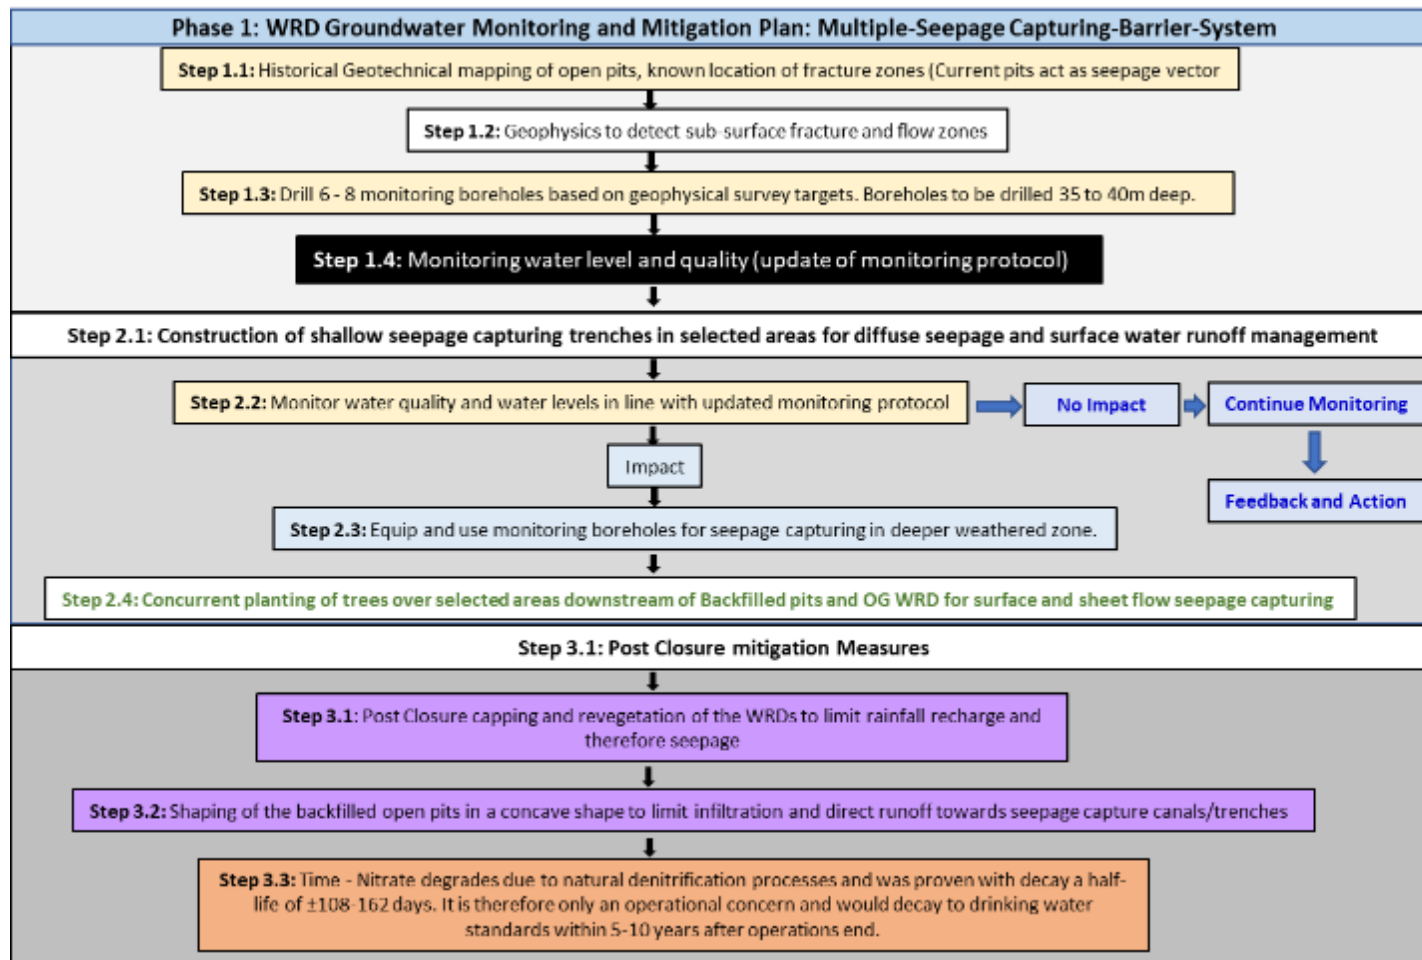 Phase 1: WRD Groundwater Monitoring and Mitigation Plan: Multiple-Seepage Capturing-Barrier-System
Step 1.1: Historical Geotechnical mapping of open pits, known location of fracture zones (Current pits act as seepage vector
Step 1.2: Geophysics to detect sub-surface fracture and flow zones
Step 1.3: Drill 6 - 8 monitoring boreholes based on geophysical survey targets. Boreholes to be drilled 35 to 40m deep.
Step 1.4: Monitoring water level and quality (update of monitoring protocol)
Step 2.1: Construction of shallow seepage capturing trenches in selected areas for diffuse seepage and surface water runoff management
Step 2.2: Monitor water quality and water levels in line with updated monitoring protocol
No Impact
Continue Monitoring
Impact
Feedback and Action
Step 2.3: Equip and use monitoring boreholes for seepage capturing in deeper weathered zone.
Step 2.4: Concurrent planting of trees over selected areas downstream of Backfilled pits and OG WRD for surface and sheet flow seepage capturing
Step 3.1: Post Closure mitigation Measures
Step 3.1: Post Closure capping and revegetation of the WRDs to limit rainfall recharge and
therefore seepage
Step 3.2: Shaping of the backfilled open pits in a concave shape to limit infiltration and direct runoff towards seepage capture canals/trenches
Step 3.3: Time - Nitrate degrades due to natural denitrification processes and was proven with decay a half-
life of ±108-162 days. It is therefore only an operational concern and would decay to drinking water
standards within 5-10 years after operations end.